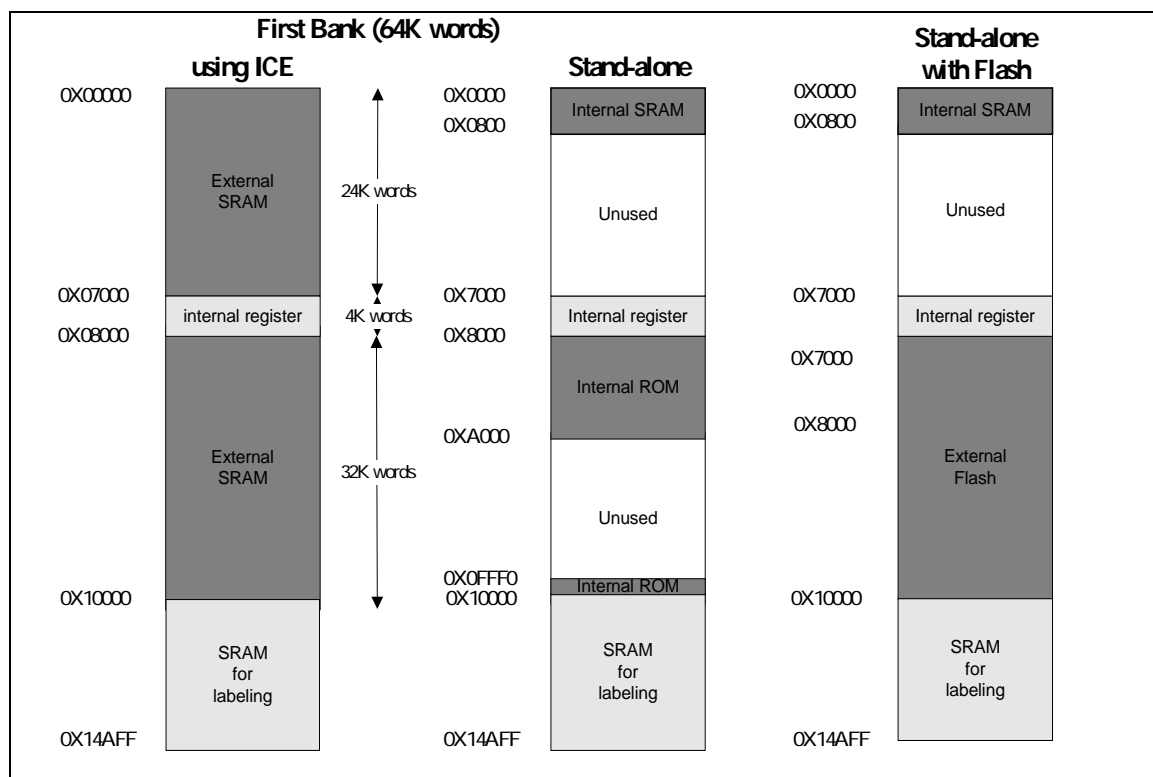 First Bank (64K words)
using ICE
0X00000
External
SRAM
24K words
0X07000
internal register
4K words
0X08000
External
SRAM
32K words
0X10000
SRAM
for
labeling
0X14AFF
Stand-alone
0X0000
Internal SRAM
0X0800
Unused
0X7000
Internal register
0X8000
Internal ROM
0XA000
Unused
0X0FFF0
Internal ROM
0X10000
SRAM
for
labeling
0X14AFF
Stand-alone
with Flash
0X0000
Internal SRAM
0X0800
Unused
0X7000
Internal register
0X7000
0X8000
External
Flash
0X10000
SRAM
for
labeling
0X14AFF